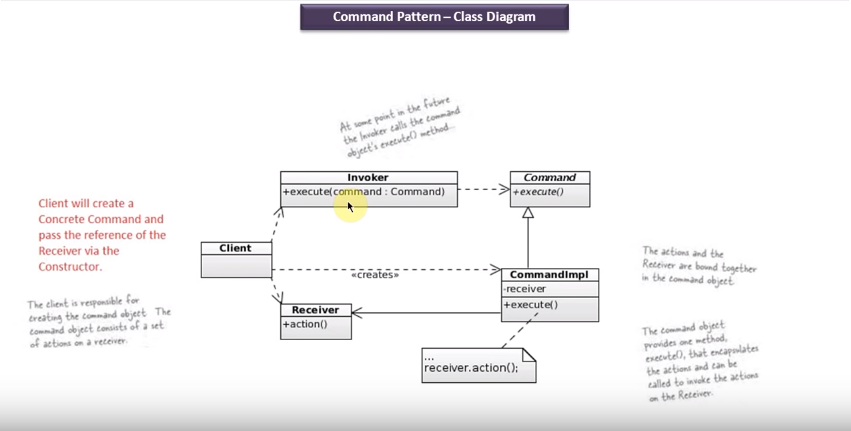 Command Pattern – Class Diagram
At some point in the future
the Invoker calls the command
object's execute() method...
Invoker
+execute(command : Command)
Command
+execute()
Client will create a
Concrete Command and
pass the reference of the
Receiver via the
Constructor.
Client
«creates»
CommandImpl
-receiver
+execute()
The actions and the
Receiver are bound together
in the command object
The client is responsible for
creating the command object The
command object consists of a set
of actions on a receiver.
Receiver
+action()
...
receiver.action();
The command object
provides one method,
execute(), that encapsulates
the actions and can be
called to invoke the actions
on the Receiver.